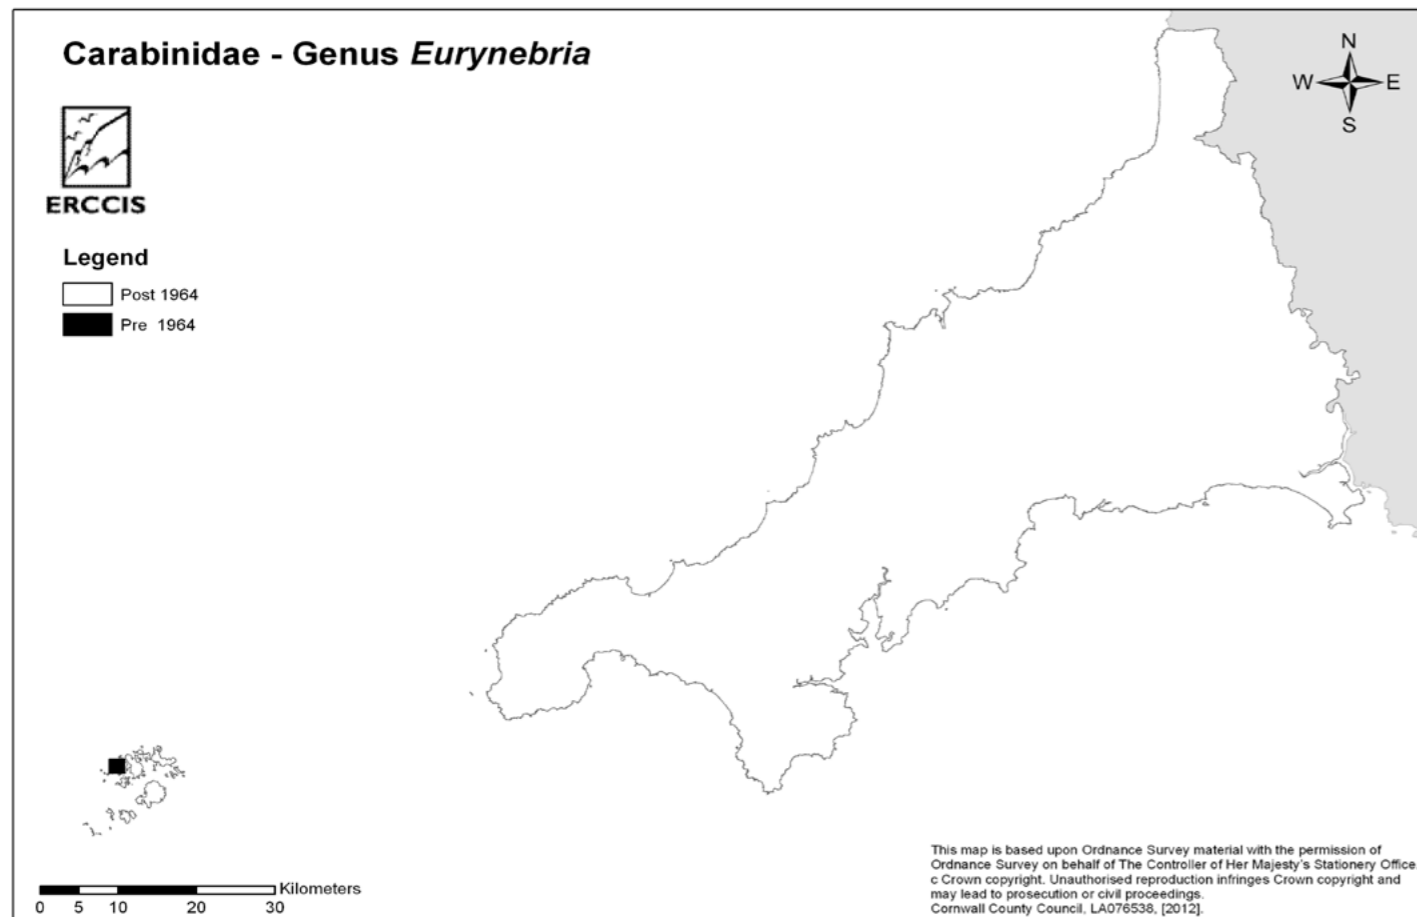 Carabinidae - Genus Eurynebria
N
W E
S
ERCCIS
Legend
Post 1964
Pre 1964
This map is based upon Ordnance Survey material with the permission of
Ordnance Survey on behalf of The Controller of Her Majesty's Stationery Office.
c Crown copyright. Unauthorised reproduction infringes Crown copyright and
may lead to prosecution or civil proceedings.
Cornwall County Council, LA076538, [2012].
Kilometers
0 5 10 20 30